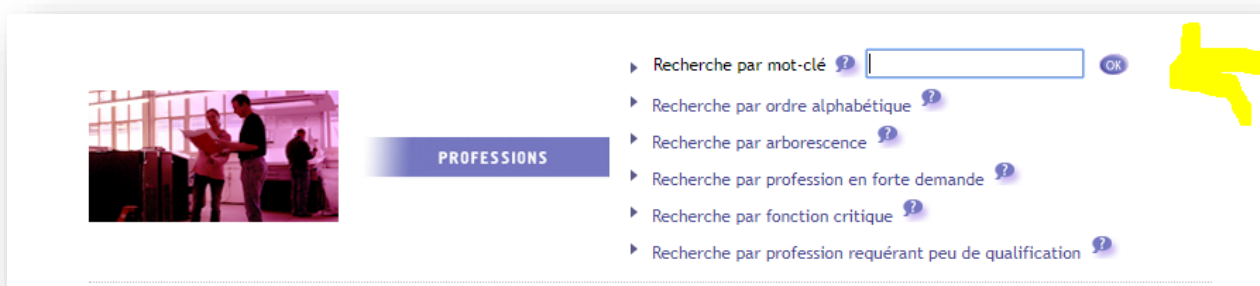 Recherche par mot-clé ? OK
Recherche par ordre alphabétique ?
Recherche par arborescence ?
PROFESSIONS
Recherche par profession en forte demande ?
Recherche par fonction critique ?
Recherche par profession requérant peu de qualification ?